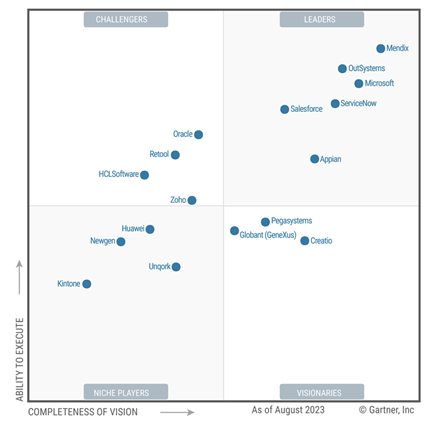 CHALLENGERS
LEADERS
Mendix
OutSystems
Microsoft
ServiceNow
Salesforce
Oracle
Retool
Appian
HCLSoftware
Zoho
Pegasystems
Huawei
Globant (GeneXus)
Newgen
Creatio
Unqork
Kintone
ABILITY TO EXECUTE
NICHE PLAYERS
VISIONARIES
COMPLETENESS OF VISION
As of August 2023
© Gartner, Inc